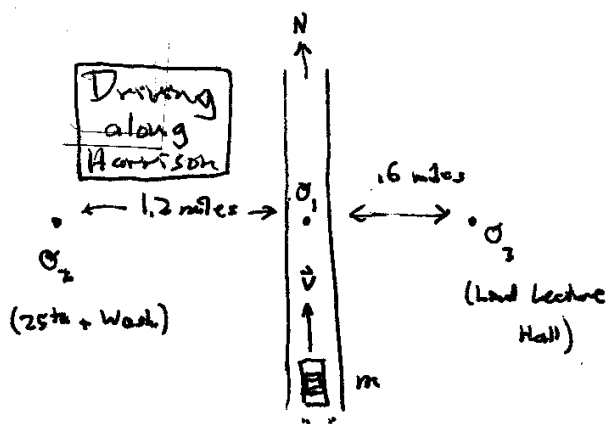 N
Driving
along
Harrison
.6 miles
1.2 miles
O₁
O₂
O₃
(25th + Wash)
v⃗
(Lind Lecture
Hall)
m